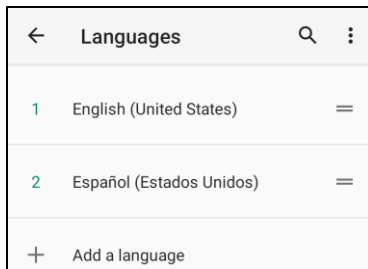 Languages
1 English (United States)
2 Español (Estados Unidos)
Add a language